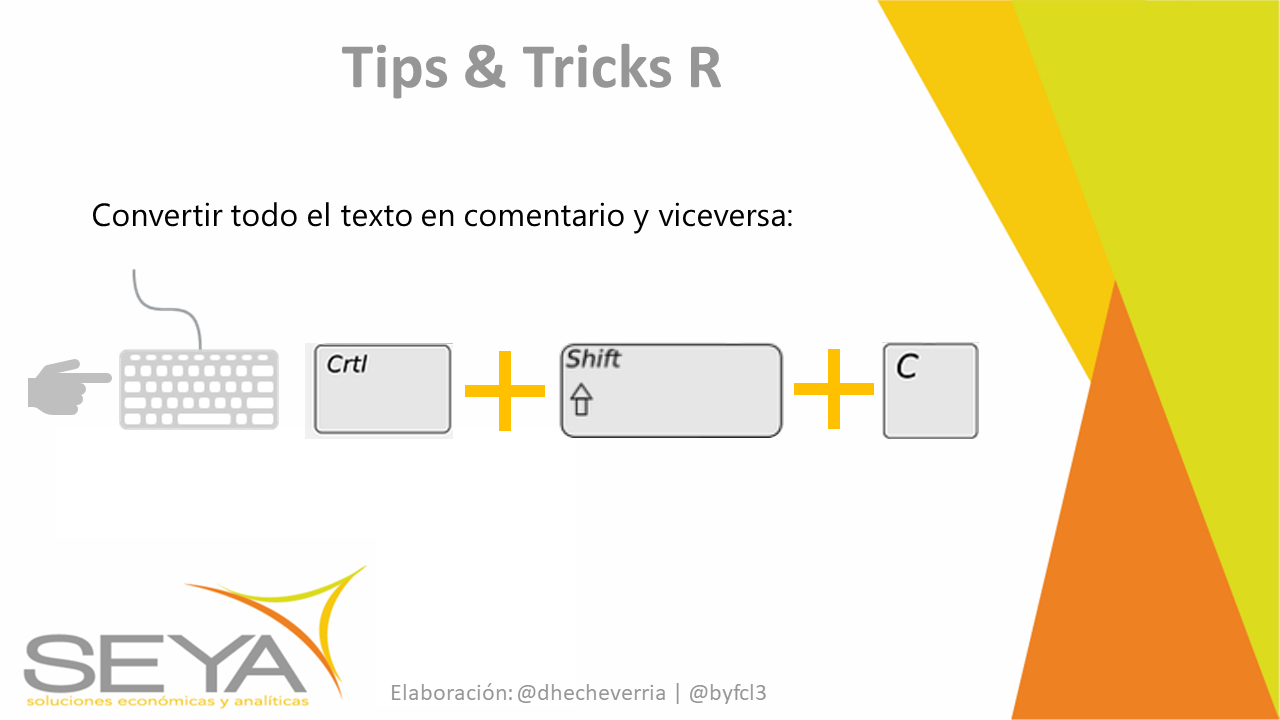 Tips & Tricks R
Convertir todo el texto en comentario y viceversa:
Crtl
Shift
C
SEYA
soluciones económicas y analíticas
Elaboración: @dhecheverria | @byfcl3